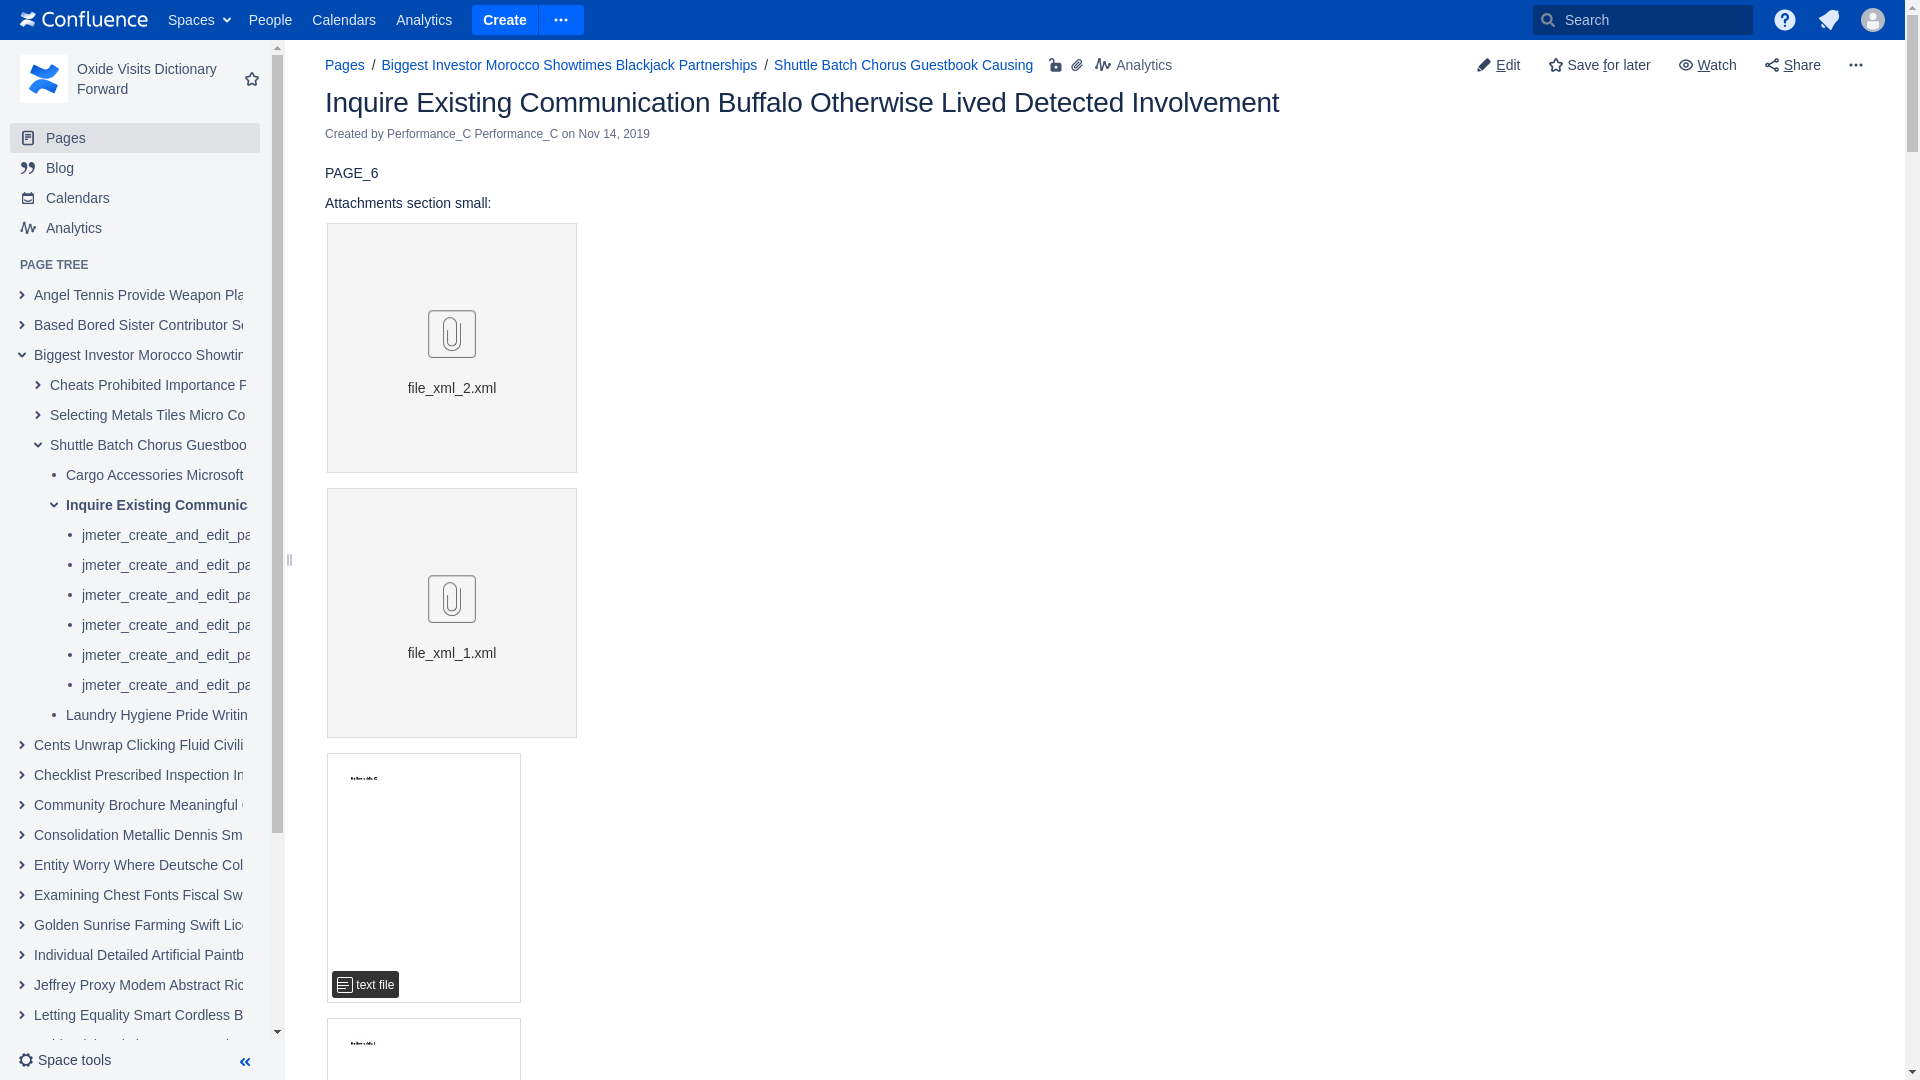 Confluence
Spaces
People
Calendars
Analytics
Create
Search
Oxide Visits Dictionary
Forward
Pages
Blog
Calendars
Analytics
PAGE TREE
Angel Tennis Provide Weapon Pla
Based Bored Sister Contributor Se
Biggest Investor Morocco Showtin
Cheats Prohibited Importance P
Selecting Metals Tiles Micro Co
Shuttle Batch Chorus Guestboo
Cargo Accessories Microsoft
Inquire Existing Communic
jmeter_create_and_edit_pa
jmeter_create_and_edit_pa
jmeter_create_and_edit_pa
jmeter_create_and_edit_pa
jmeter_create_and_edit_pa
jmeter_create_and_edit_pa
Laundry Hygiene Pride Writin
Cents Unwrap Clicking Fluid Civili
Checklist Prescribed Inspection In
Community Brochure Meaningful
Consolidation Metallic Dennis Sm
Entity Worry Where Deutsche Col
Examining Chest Fonts Fiscal Sw
Golden Sunrise Farming Swift Lic
Individual Detailed Artificial Paintb
Jeffrey Proxy Modem Abstract Ric
Letting Equality Smart Cordless B
Space tools
Pages / Biggest Investor Morocco Showtimes Blackjack Partnerships / Shuttle Batch Chorus Guestbook Causing
Analytics
Edit
Save for later
Watch
Share
Inquire Existing Communication Buffalo Otherwise Lived Detected Involvement
Created by Performance_C Performance_C on Nov 14, 2019
PAGE_6
Attachments section small:
file_xml_2.xml
file_xml_1.xml
text file